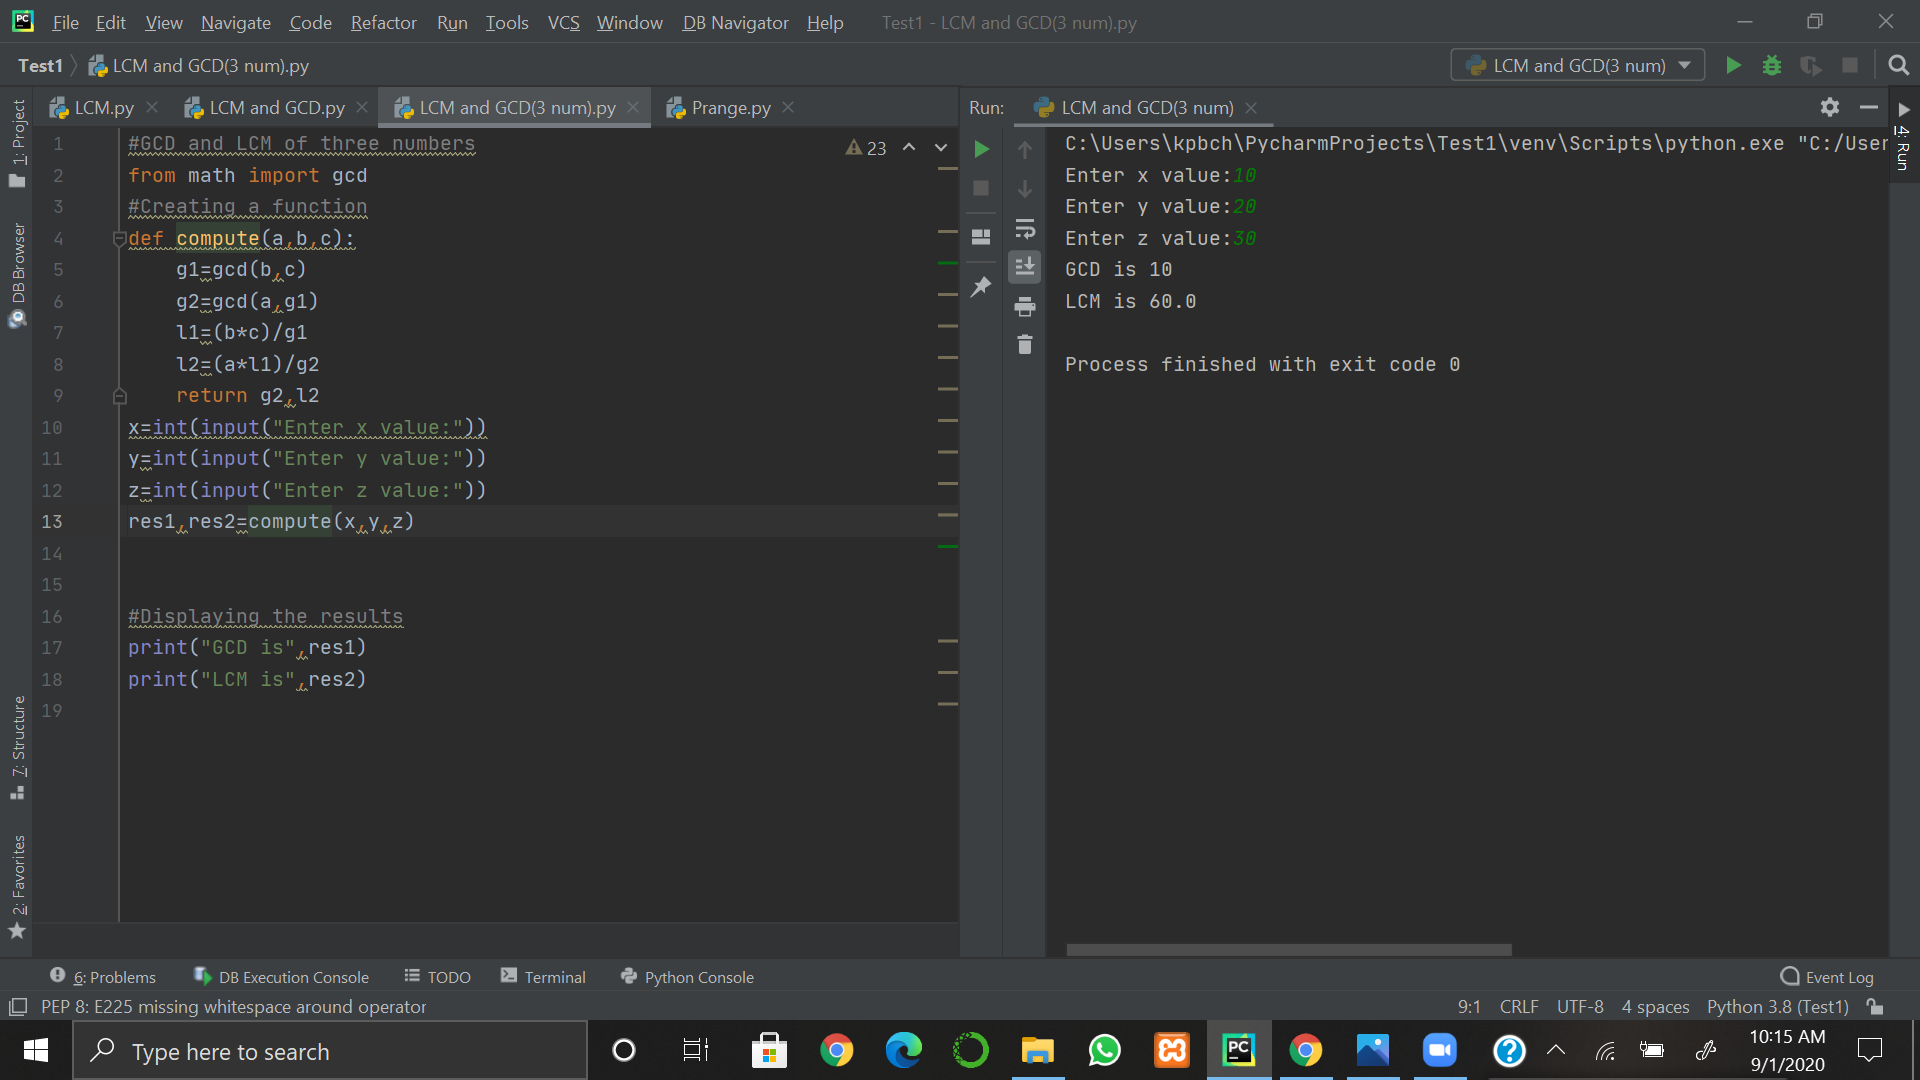 File Edit View Navigate Code Refactor Run Tools VCS Window DB Navigator Help Test1 - LCM and GCD(3 num).py
Test1 LCM and GCD(3 num).py LCM and GCD(3 num)
LCM.py LCM and GCD.py LCM and GCD(3 num).py Prange.py
Run: LCM and GCD(3 num)
1: Project
DB Browser
7: Structure
2: Favorites
23
1 #GCD and LCM of three numbers
2 from math import gcd
3 #Creating a function
4 def compute(a,b,c):
5 g1=gcd(b,c)
6 g2=gcd(a,g1)
7 l1=(b*c)/g1
8 l2=(a*l1)/g2
9 return g2,l2
10 x=int(input("Enter x value:"))
11 y=int(input("Enter y value:"))
12 z=int(input("Enter z value:"))
13 res1,res2=compute(x,y,z)
14
15
16 #Displaying the results
17 print("GCD is",res1)
18 print("LCM is",res2)
19
C:\Users\kpbch\PycharmProjects\Test1\venv\Scripts\python.exe "C:/User
Enter x value:10
Enter y value:20
Enter z value:30
GCD is 10
LCM is 60.0
Process finished with exit code 0
4: Run
6: Problems DB Execution Console TODO Terminal Python Console Event Log
PEP 8: E225 missing whitespace around operator 9:1 CRLF UTF-8 4 spaces Python 3.8 (Test1)
Type here to search
PC
10:15 AM
9/1/2020